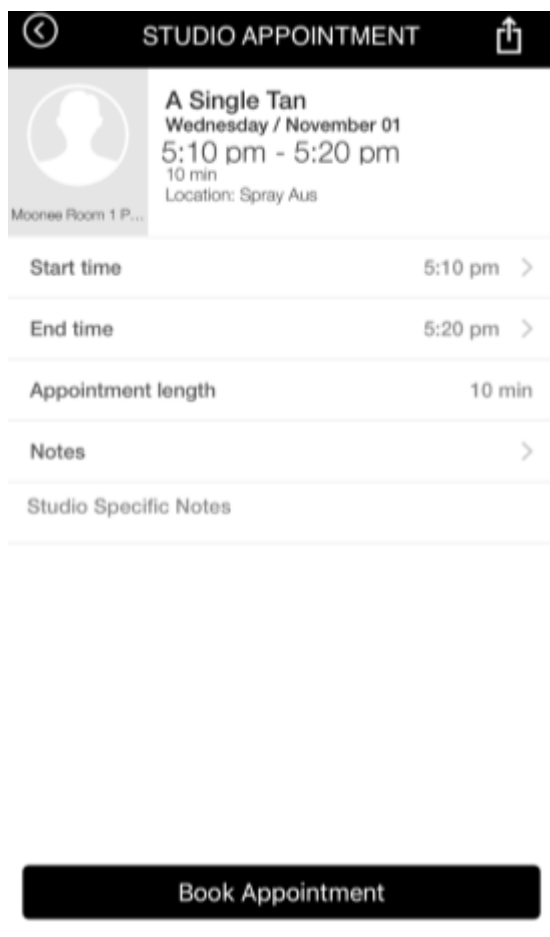 STUDIO APPOINTMENT
A Single Tan
Wednesday / November 01
5:10 pm - 5:20 pm
10 min
Location: Spray Aus
Moonee Room 1 P...
Start time 5:10 pm
End time 5:20 pm
Appointment length 10 min
Notes
Studio Specific Notes
Book Appointment